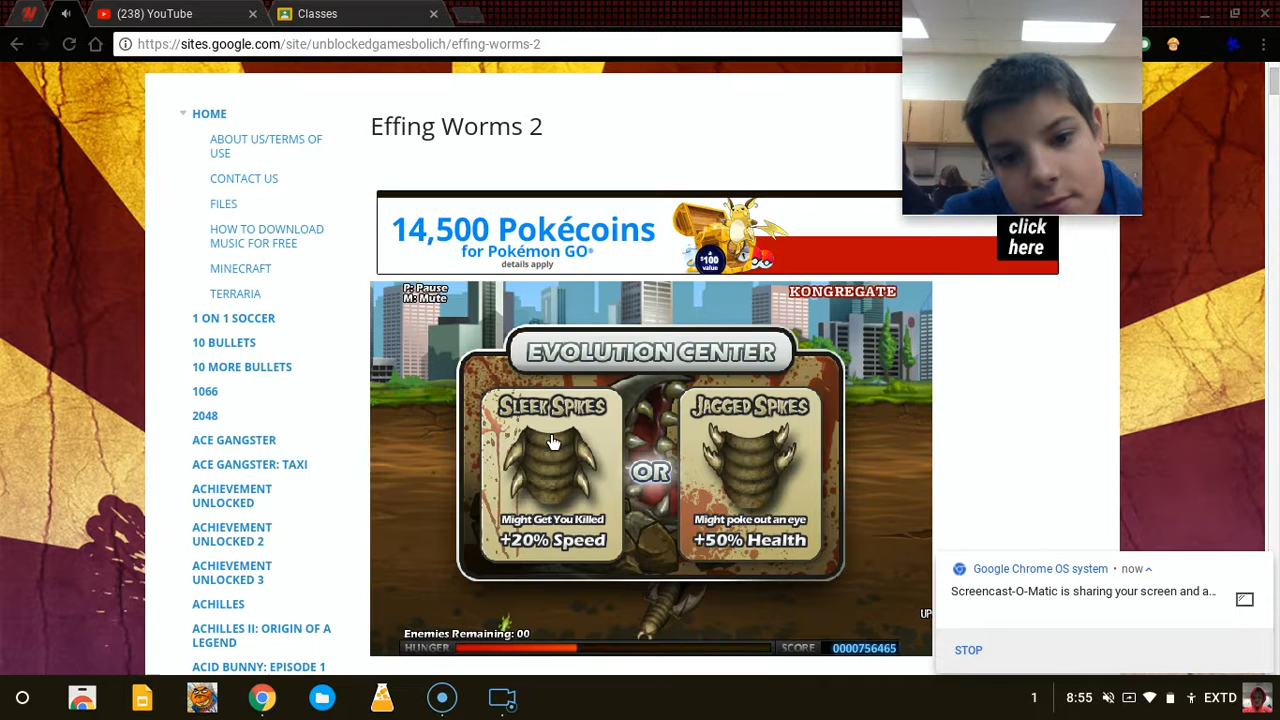 (238) YouTube
Classes
https://sites.google.com/site/unblockedgamesbolich/effing-worms-2
HOME
ABOUT US/TERMS OF
USE
CONTACT US
FILES
HOW TO DOWNLOAD
MUSIC FOR FREE
MINECRAFT
TERRARIA
1 ON 1 SOCCER
10 BULLETS
10 MORE BULLETS
1066
2048
ACE GANGSTER
ACE GANGSTER: TAXI
ACHIEVEMENT
UNLOCKED
ACHIEVEMENT
UNLOCKED 2
ACHIEVEMENT
UNLOCKED 3
ACHILLES
ACHILLES II: ORIGIN OF A
LEGEND
ACID BUNNY: EPISODE 1
Effing Worms 2
14,500 Pokécoins
for Pokémon GO®
details apply
a
$100
value
click
here
P: Pause
M: Mute
KONGREGATE
EVOLUTION CENTER
SLEEK SPIKES
Might Get You Killed
+20% Speed
OR
JAGGED SPIKES
Might poke out an eye
+50% Health
UP
Enemies Remaining: 00
HUNGER
SCORE 0000756465
Google Chrome OS system • now
Screencast-O-Matic is sharing your screen and a...
STOP
1
8:55
EXTD